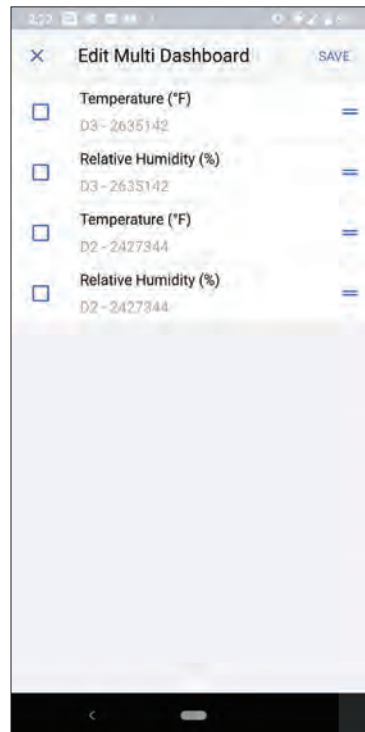 Edit Multi Dashboard SAVE
Temperature (°F)
D3 - 2635142
Relative Humidity (%)
D3 - 2635142
Temperature (°F)
D2 - 2427344
Relative Humidity (%)
D2 - 2427344